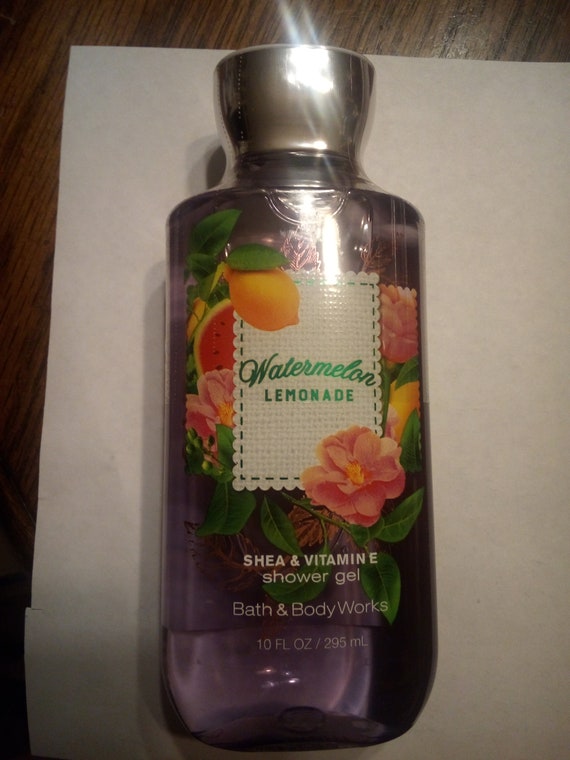 Watermelon
LEMONADE
SHEA & VITAMIN E
shower gel
Bath & Body Works
10 FL OZ / 295 mL